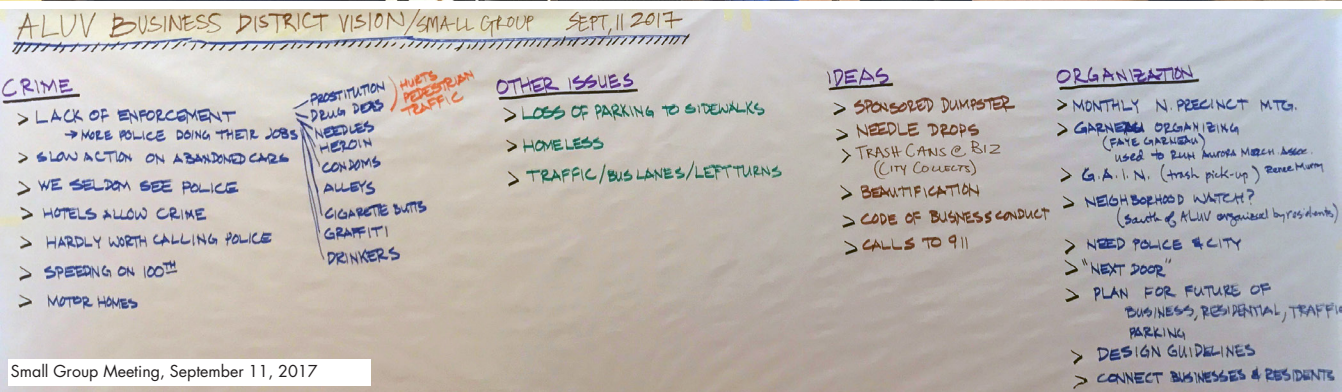 ALUV BUSINESS DISTRICT VISION/SMALL GROUP SEPT, 11 2017
CRIME
> LACK OF ENFORCEMENT
→ MORE POLICE DOING THEIR JOBS
> SLOW ACTION ON ABANDONED CARS
> WE SELDOM SEE POLICE
> HOTELS ALLOW CRIME
> HARDLY WORTH CALLING POLICE
> SPEEDING ON 100TH
> MOTOR HOMES
PROSTITUTION
DRUG DEAS
NEEDLES
HEROIN
CONDOMS
ALLEYS
CIGARETTE BUTTS
GRAFFITI
DRINKERS
HURTS
PEDESTRIAN
TRAFFIC
OTHER ISSUES
> LOSS OF PARKING TO SIDEWALKS
> HOMELESS
> TRAFFIC/BUS LANES/LEFT TURNS
IDEAS
> SPONSORED DUMPSTER
> NEEDLE DROPS
> TRASH CANS @ BIZ
(CITY COLLECTS)
> BEAUTIFICATION
> CODE OF BUSINESS CONDUCT
> CALLS TO 911
ORGANIZATION
> MONTHLY N. PRECINCT MTG.
> GARNEAU ORGANIZING
(FAYE GARNEAU)
used to RUN AURORA MERCH. ASSOC.
> G.A.I.N. (trash pick-up) Renee Murry
> NEIGHBORHOOD WATCH?
(south of ALUV organized by residents)
> NEED POLICE & CITY
> "NEXT DOOR"
> PLAN FOR FUTURE OF
BUSINESS, RESIDENTIAL, TRAFFIC
PARKING
> DESIGN GUIDELINES
> CONNECT BUSINESSES & RESIDENTS
Small Group Meeting, September 11, 2017